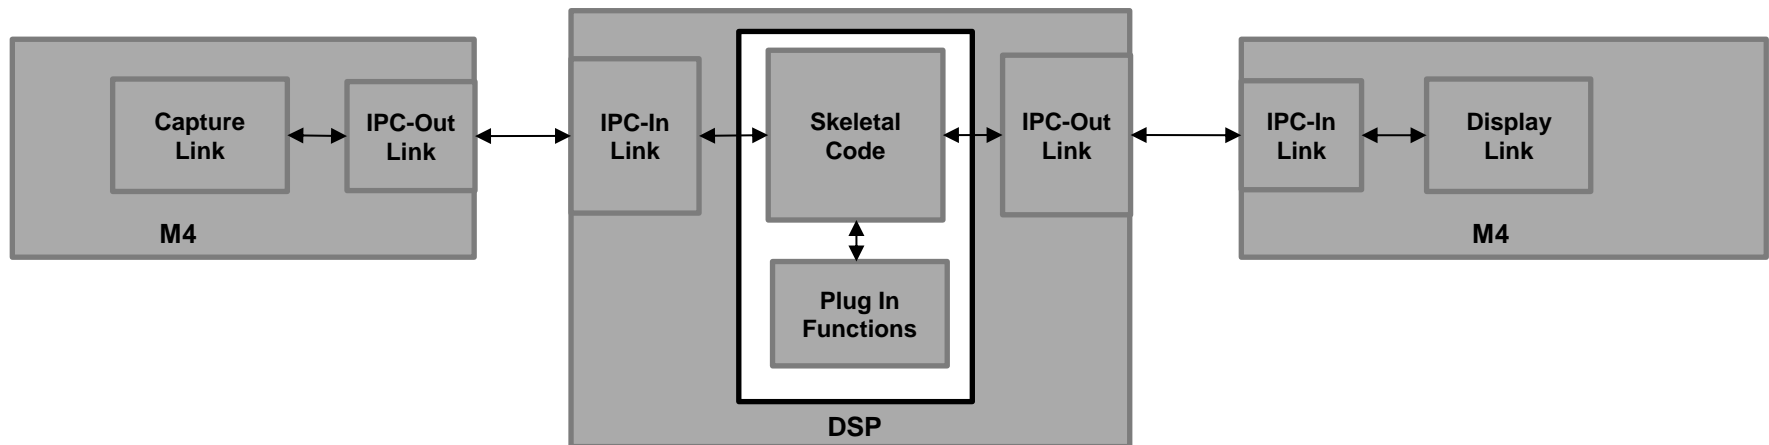 Capture
Link
IPC-Out
Link
M4
IPC-In
Link
Skeletal
Code
Plug In
Functions
IPC-Out
Link
DSP
IPC-In
Link
Display
Link
M4